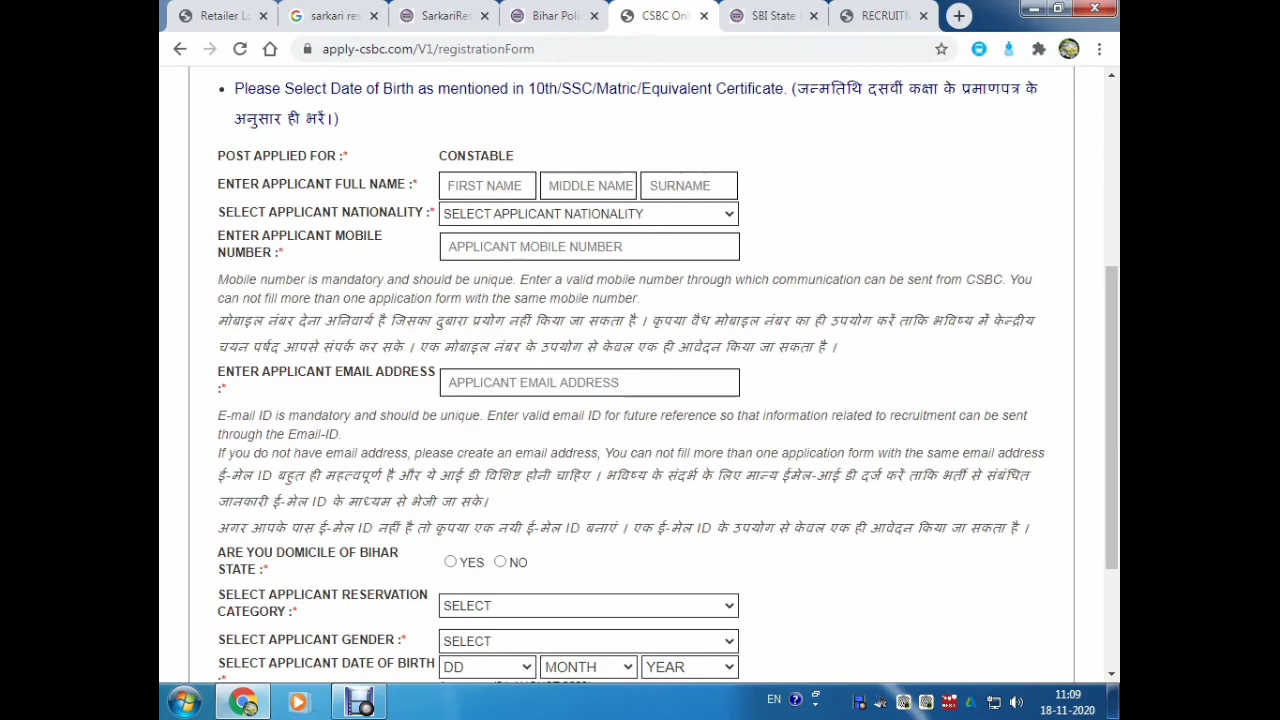 Retailer Lo
sarkari res
SarkariRes
Bihar Poli
CSBC Onl
SBI State
RECRUITM
apply-csbc.com/V1/registrationForm
• Please Select Date of Birth as mentioned in 10th/SSC/Matric/Equivalent Certificate. (जन्मतिथि दसवीं कक्षा के प्रमाणपत्र के
अनुसार ही भरें।)
POST APPLIED FOR :* CONSTABLE
ENTER APPLICANT FULL NAME :* FIRST NAME MIDDLE NAME SURNAME
SELECT APPLICANT NATIONALITY :* SELECT APPLICANT NATIONALITY
ENTER APPLICANT MOBILE
NUMBER :* APPLICANT MOBILE NUMBER
Mobile number is mandatory and should be unique. Enter a valid mobile number through which communication can be sent from CSBC. You
can not fill more than one application form with the same mobile number.
मोबाइल नंबर देना अनिवार्य है जिसका दुबारा प्रयोग नहीं किया जा सकता है । कृपया वैध मोबाइल नंबर का ही उपयोग करें ताकि भविष्य में केन्द्रीय
चयन पर्षद आपसे संपर्क कर सके । एक मोबाइल नंबर के उपयोग से केवल एक ही आवेदन किया जा सकता है ।
ENTER APPLICANT EMAIL ADDRESS
:* APPLICANT EMAIL ADDRESS
E-mail ID is mandatory and should be unique. Enter valid email ID for future reference so that information related to recruitment can be sent
through the Email-ID.
If you do not have email address, please create an email address, You can not fill more than one application form with the same email address
ई-मेल ID बहुत ही महत्वपूर्ण है और ये आई डी विशिष्ट होनी चाहिए । भविष्य के संदर्भ के लिए मान्य ईमेल-आई डी दर्ज करें ताकि भर्ती से संबंधित
जानकारी ई-मेल ID के माध्यम से भेजी जा सके।
अगर आपके पास ई-मेल ID नहीं है तो कृपया एक नयी ई-मेल ID बनाएं । एक ई-मेल ID के उपयोग से केवल एक ही आवेदन किया जा सकता है ।
ARE YOU DOMICILE OF BIHAR
STATE :* YES NO
SELECT APPLICANT RESERVATION
CATEGORY :* SELECT
SELECT APPLICANT GENDER :* SELECT
SELECT APPLICANT DATE OF BIRTH DD MONTH YEAR
EN
11:09
18-11-2020